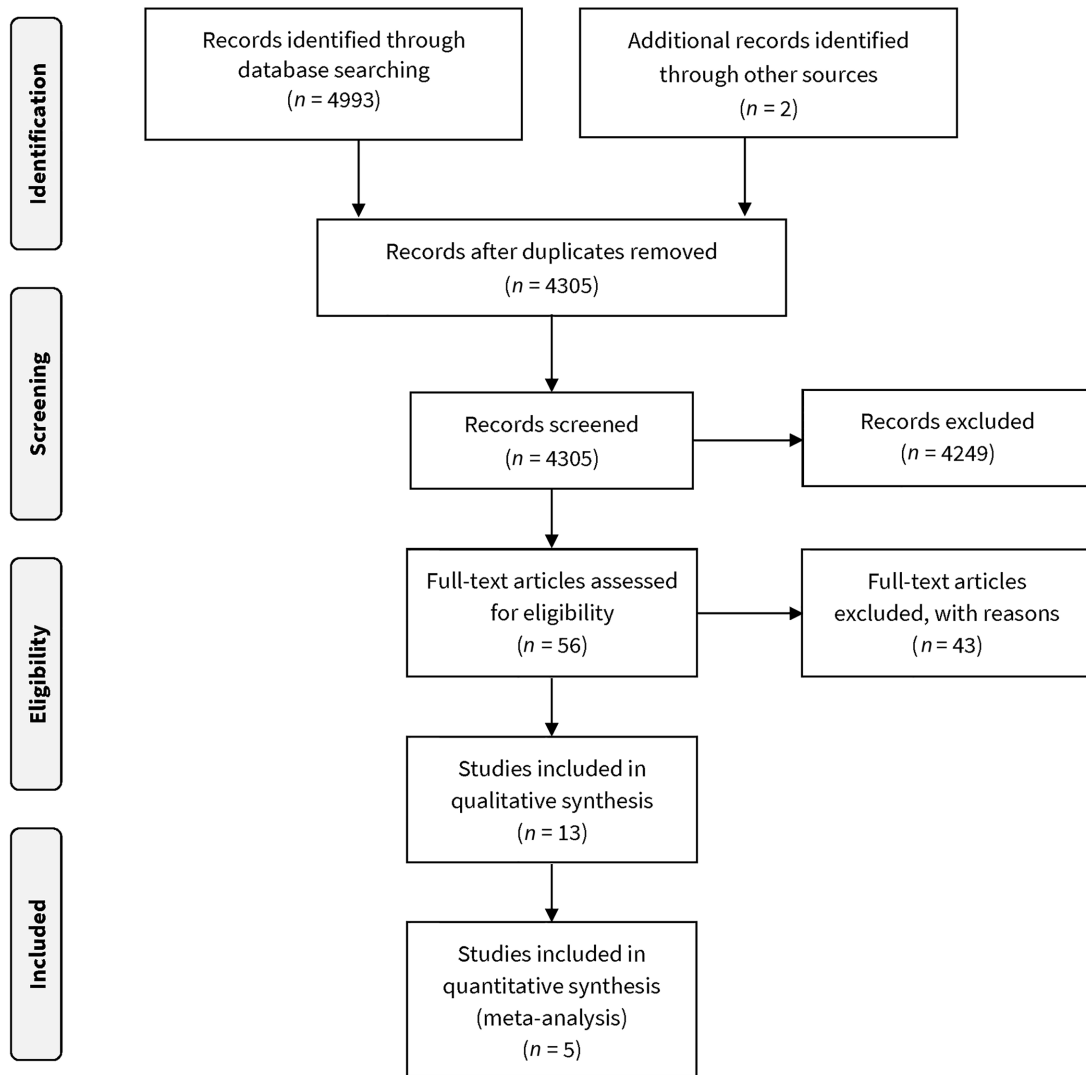 Identification
Records identified through
database searching
(n = 4993)
Additional records identified
through other sources
(n = 2)
Records after duplicates removed
(n = 4305)
Screening
Records screened
(n = 4305)
Records excluded
(n = 4249)
Eligibility
Full-text articles assessed
for eligibility
(n = 56)
Full-text articles
excluded, with reasons
(n = 43)
Studies included in
qualitative synthesis
(n = 13)
Included
Studies included in
quantitative synthesis
(meta-analysis)
(n = 5)